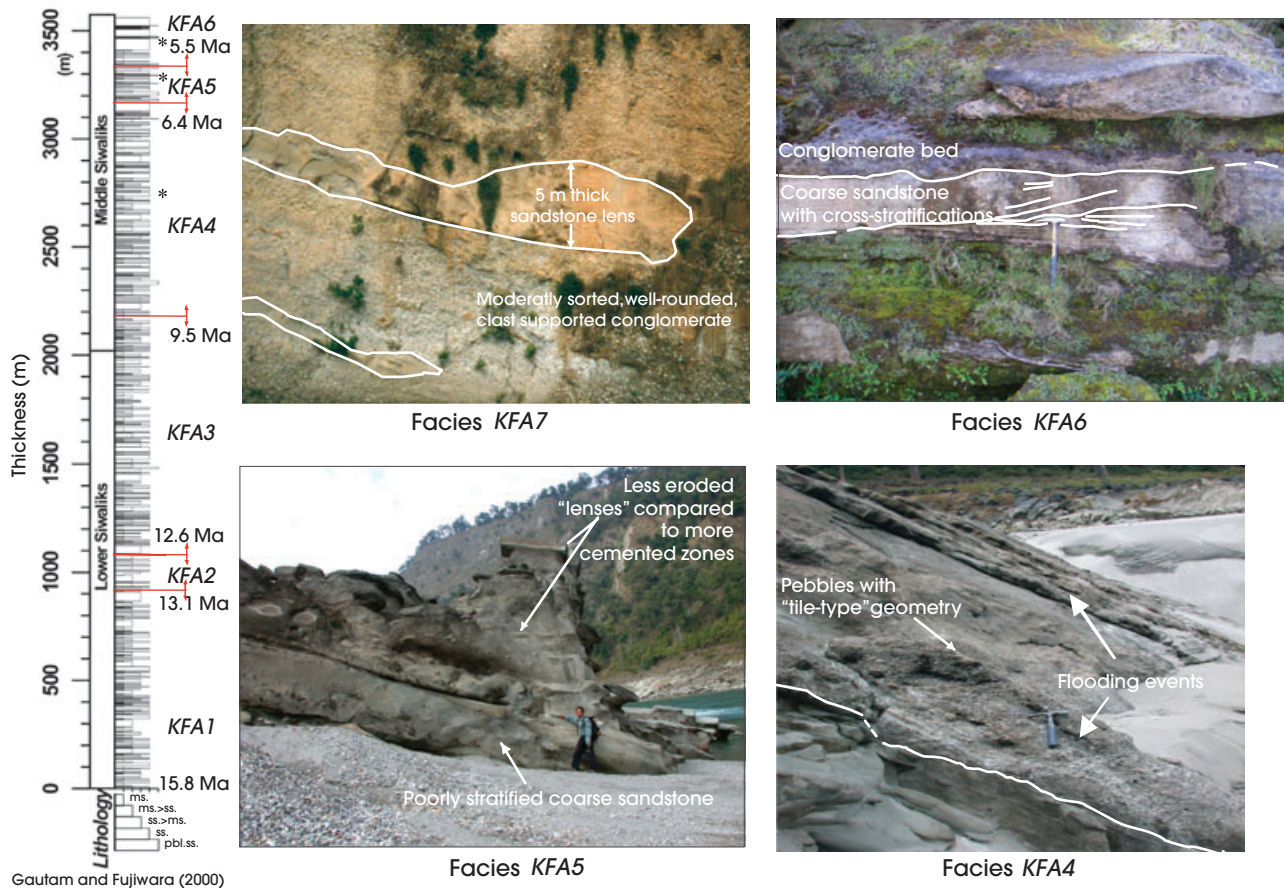 3500
(m)
3000
2500
2000
1500
1000
500
0
Thickness (m)
Middle Siwaliks
Lower Siwaliks
KFA6
* 5.5 Ma
*
KFA5
6.4 Ma
*
KFA4
9.5 Ma
KFA3
12.6 Ma
KFA2
13.1 Ma
KFA1
15.8 Ma
Lithology
ms.
ms.>ss.
ss.>ms.
ss.
pbl.ss.
Gautam and Fujiwara (2000)
5 m thick
sandstone lens
Moderatly sorted, well-rounded,
clast supported conglomerate
Facies KFA7
Conglomerate bed
Coarse sandstone
with cross-stratifications
Facies KFA6
Less eroded
"lenses" compared
to more
cemented zones
Poorly stratified coarse sandstone
Facies KFA5
Pebbles with
"tile-type" geometry
Flooding events
Facies KFA4